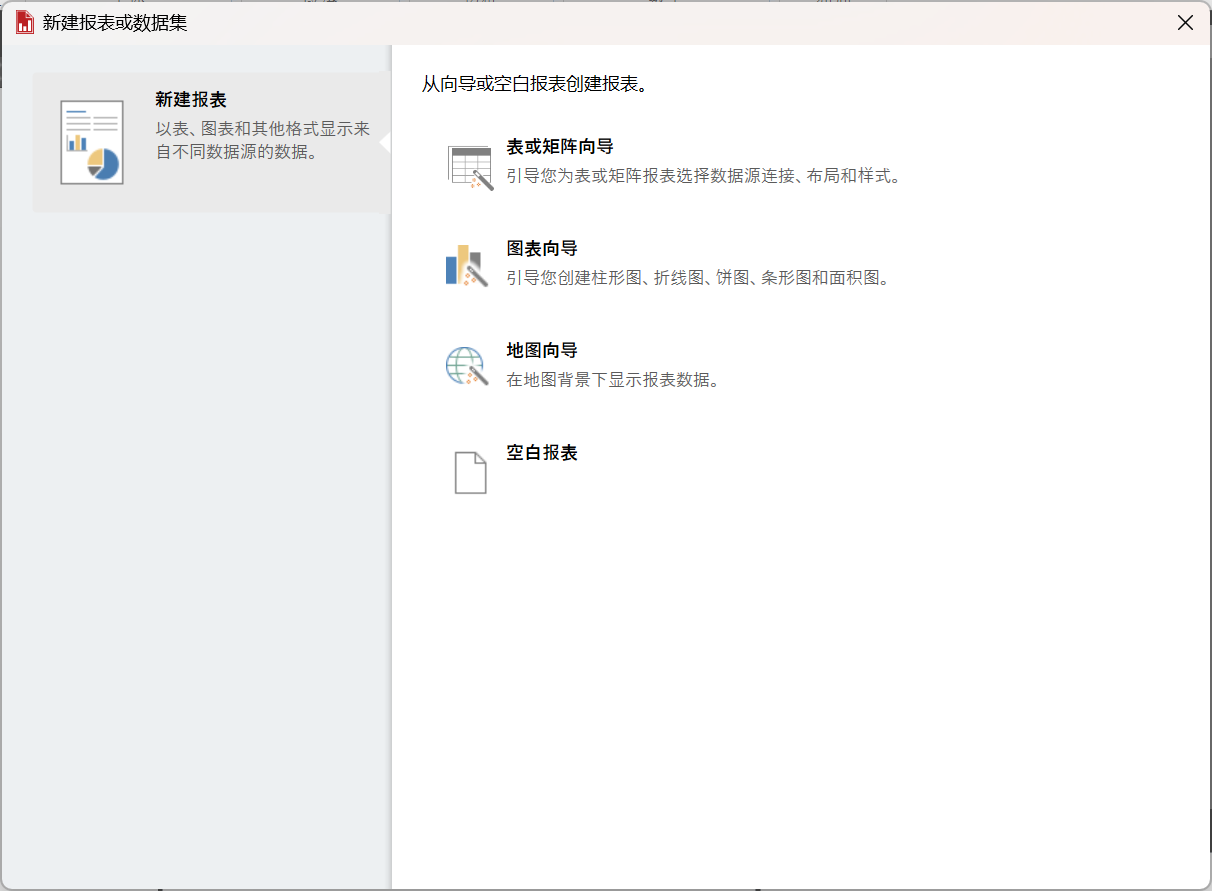 新建报表或数据集
新建报表
以表、图表和其他格式显示来
自不同数据源的数据。
从向导或空白报表创建报表。
表或矩阵向导
引导您为表或矩阵报表选择数据源连接、布局和样式。
图表向导
引导您创建柱形图、折线图、饼图、条形图和面积图。
地图向导
在地图背景下显示报表数据。
空白报表